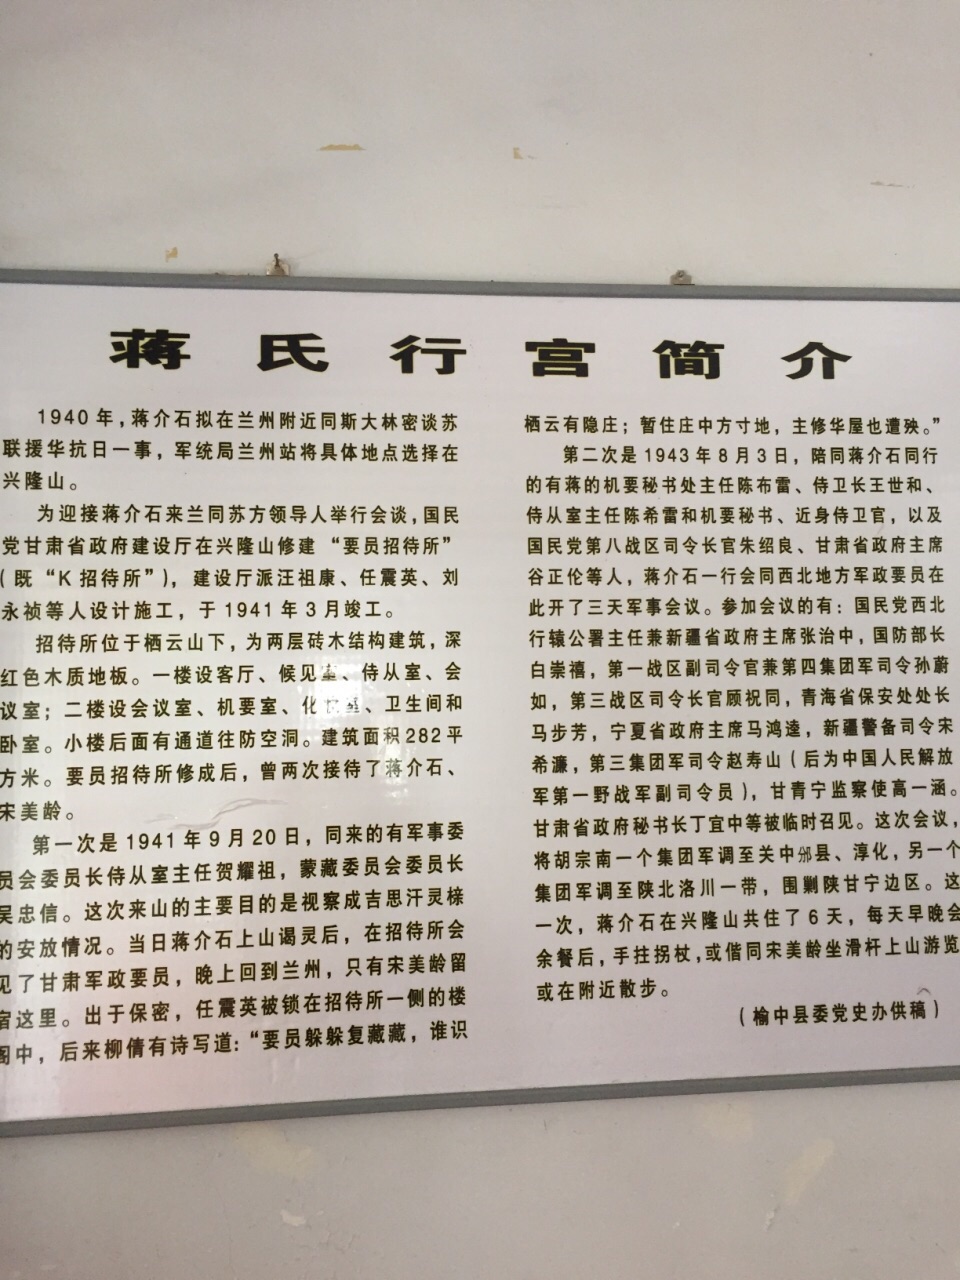 蒋氏行宫简介
1940年，蒋介石拟在兰州附近同斯大林密谈苏
联援华抗日一事，军统局兰州站将具体地点选择在
兴隆山。
为迎接蒋介石来兰同苏方领导人举行会谈，国民
党甘肃省政府建设厅在兴隆山修建“要员招待所”
（既“K招待所”），建设厅派汪祖康、任震英、刘
永祯等人设计施工，于1941年3月竣工。
招待所位于栖云山下，为两层砖木结构建筑，深
红色木质地板。一楼设客厅、候见室、侍从室、会
议室；二楼设会议室、机要室、化妆室、卫生间和
卧室。小楼后面有通道往防空洞。建筑面积282平
方米。要员招待所修成后，曾两次接待了蒋介石、
宋美龄。
第一次是1941年9月20日，同来的有军事委
员会委员长侍从室主任贺耀祖，蒙藏委员会委员长
吴忠信。这次来山的主要目的是视察成吉思汗灵榇
的安放情况。当日蒋介石上山谒灵后，在招待所会
见了甘肃军政要员，晚上回到兰州，只有宋美龄留
宿这里。出于保密，任震英被锁在招待所一侧的楼
阁中，后来柳倩有诗写道：“要员躲躲复藏藏，谁识
栖云有隐庄；暂住庄中方寸地，主修华屋也遭殃。”
第二次是1943年8月3日，陪同蒋介石同行
的有蒋的机要秘书处主任陈布雷、侍卫长王世和、
侍从室主任陈希雷和机要秘书、近身侍卫官，以及
国民党第八战区司令长官朱绍良、甘肃省政府主席
谷正伦等人，蒋介石一行会同西北地方军政要员在
此开了三天军事会议。参加会议的有：国民党西北
行辕公署主任兼新疆省政府主席张治中，国防部长
白崇禧，第一战区副司令官兼第四集团军司令孙蔚
如，第三战区司令长官顾祝同，青海省保安处处长
马步芳，宁夏省政府主席马鸿逵，新疆警备司令宋
希濂，第三集团军司令赵寿山（后为中国人民解放
军第一野战军副司令员），甘青宁监察使高一涵。
甘肃省政府秘书长丁宜中等被临时召见。这次会议，
将胡宗南一个集团军调至关中邠县、淳化，另一个
集团军调至陕北洛川一带，围剿陕甘宁边区。这
一次，蒋介石在兴隆山共住了6天，每天早晚会
余餐后，手拄拐杖，或偕同宋美龄坐滑杆上山游览
或在附近散步。
（榆中县委党史办供稿）